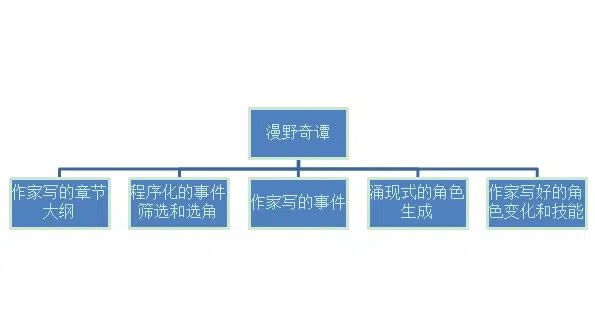 漫野奇谭
作家写的章节
大纲
程序化的事件
筛选和选角
作家写的事件
涌现式的角色
生成
作家写好的角
色变化和技能